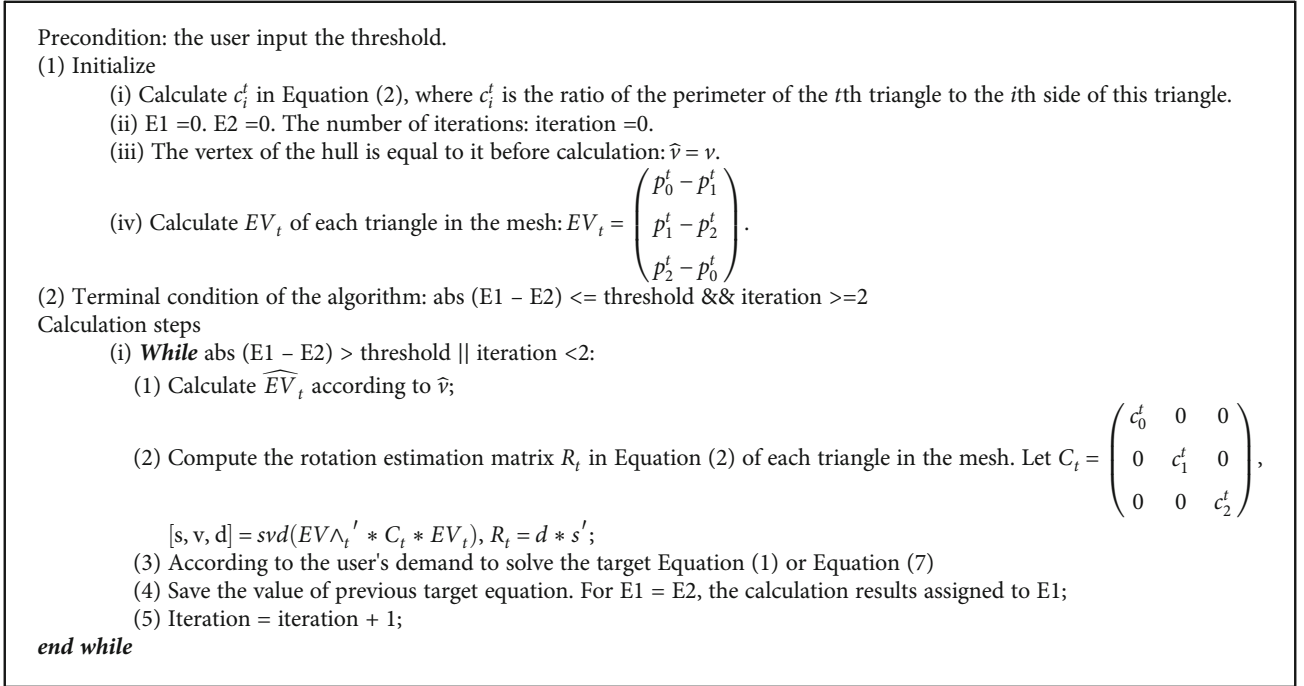 Precondition: the user input the threshold.
(1) Initialize
(i) Calculate c_i^t in Equation (2), where c_i^t is the ratio of the perimeter of the tth triangle to the ith side of this triangle.
(ii) E1 =0. E2 =0. The number of iterations: iteration =0.
(iii) The vertex of the hull is equal to it before calculation: v̂ = v.
(iv) Calculate EV_t of each triangle in the mesh: EV_t = ( p_0^t − p_1^t
p_1^t − p_2^t
p_2^t − p_0^t ).
(2) Terminal condition of the algorithm: abs (E1 – E2) <= threshold && iteration >=2
Calculation steps
(i) While abs (E1 – E2) > threshold || iteration <2:
(1) Calculate \widehat{EV}_t according to v̂;
(2) Compute the rotation estimation matrix R_t in Equation (2) of each triangle in the mesh. Let C_t = ( c_0^t 0 0
0 c_1^t 0
0 0 c_2^t ),
[s, v, d] = svd(EV∧_t′ * C_t * EV_t), R_t = d * s′;
(3) According to the user's demand to solve the target Equation (1) or Equation (7)
(4) Save the value of previous target equation. For E1 = E2, the calculation results assigned to E1;
(5) Iteration = iteration + 1;
end while